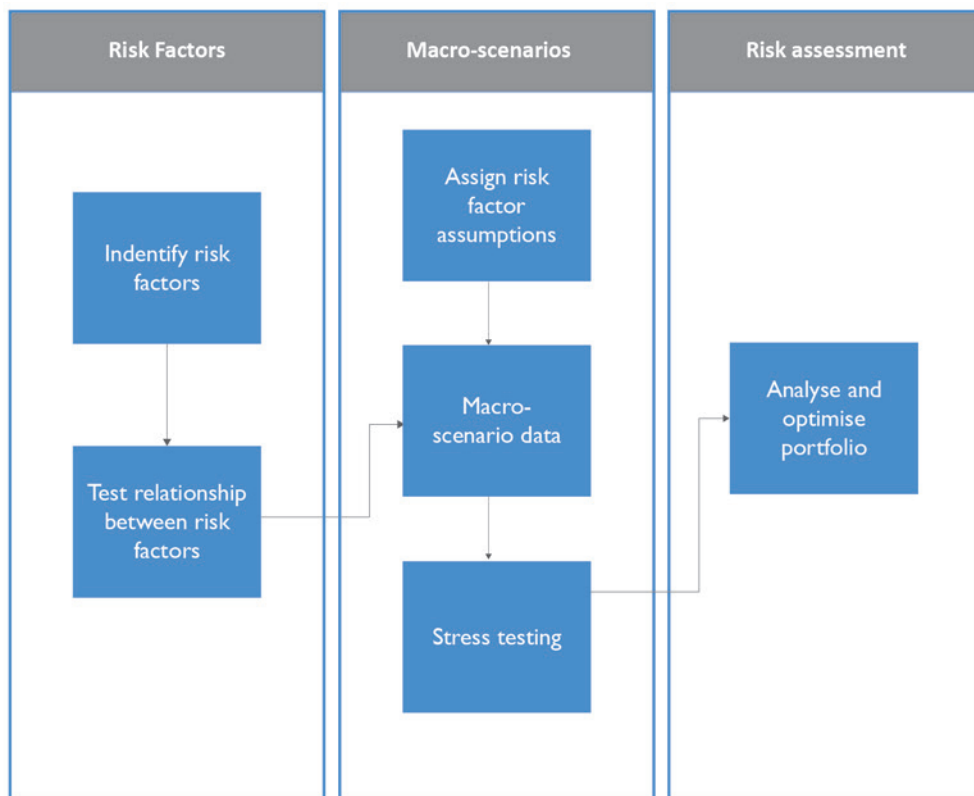 Risk Factors
Macro-scenarios
Risk assessment
Indentify risk
factors
Test relationship
between risk
factors
Assign risk
factor
assumptions
Macro-
scenario data
Stress testing
Analyse and
optimise
portfolio